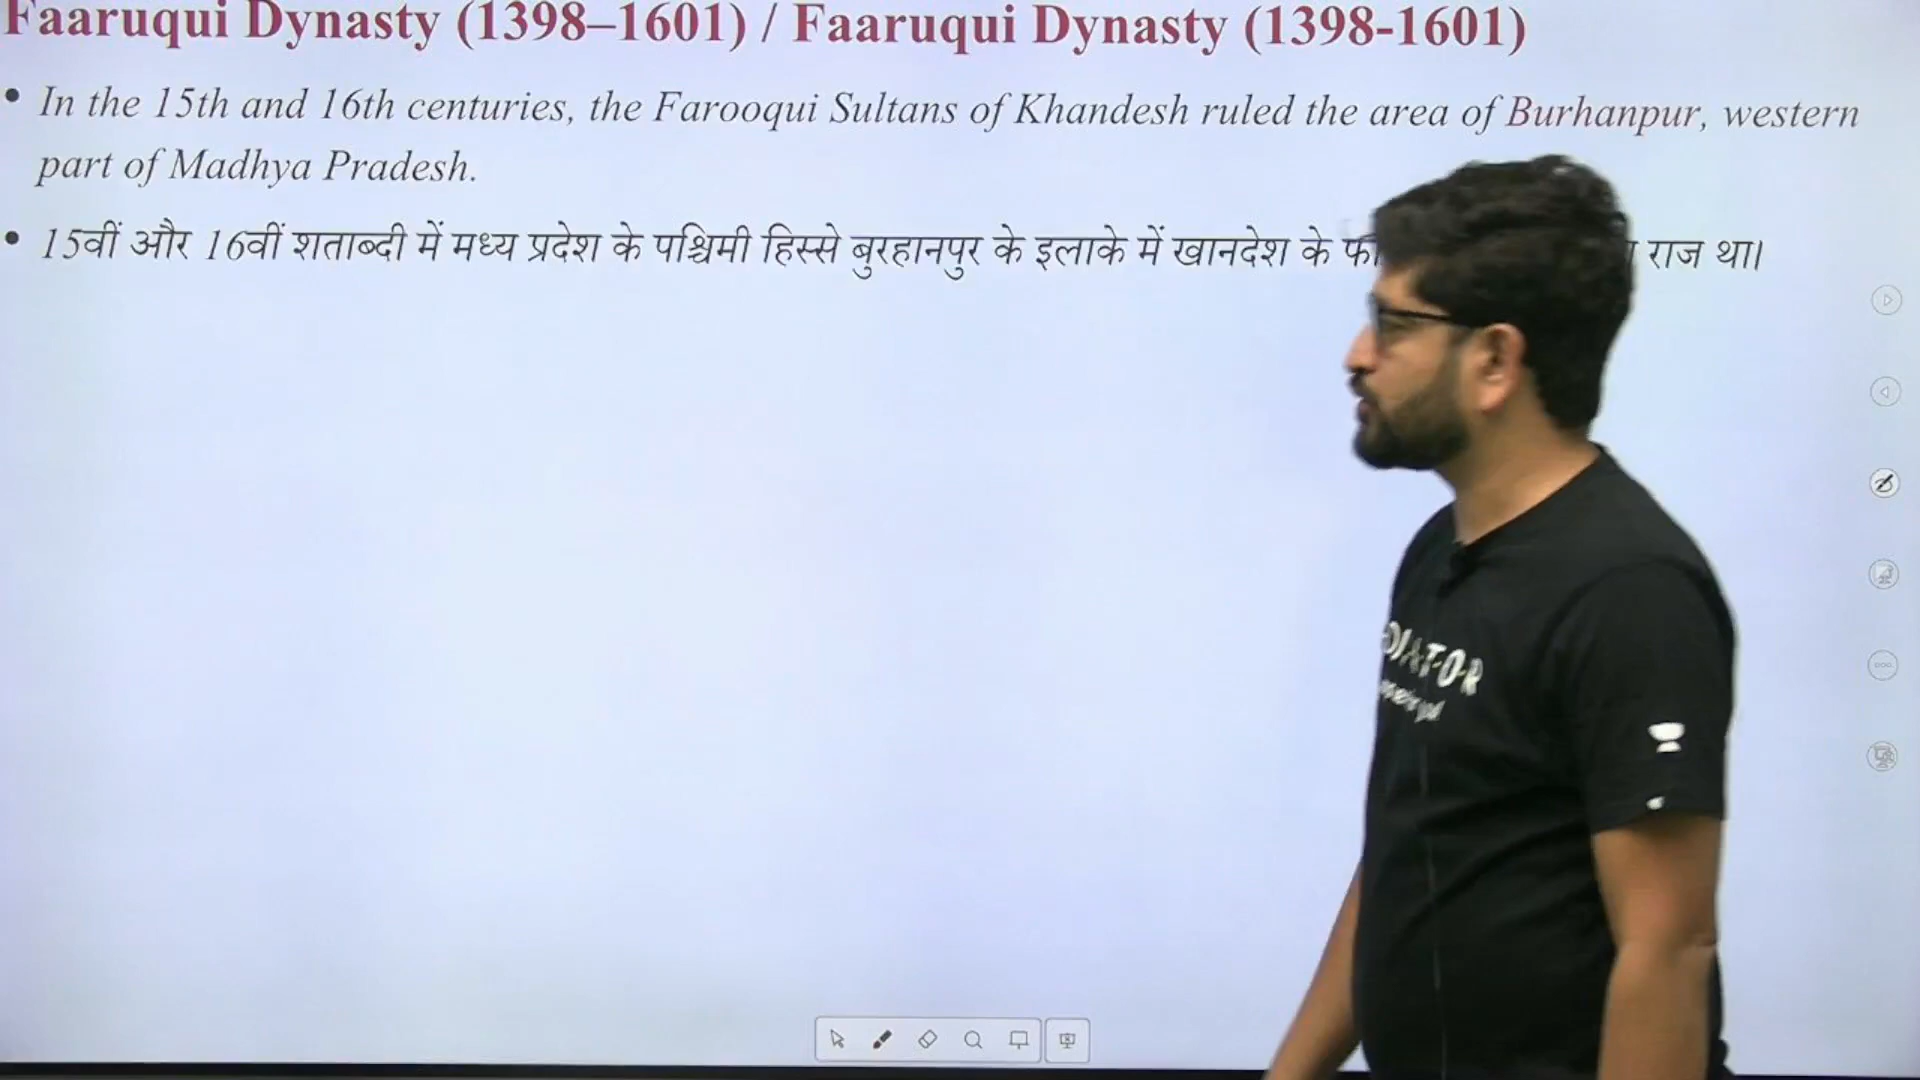 Faaruqui Dynasty (1398–1601) / Faaruqui Dynasty (1398-1601)
• In the 15th and 16th centuries, the Farooqui Sultans of Khandesh ruled the area of Burhanpur, western
part of Madhya Pradesh.
• 15वीं और 16वीं शताब्दी में मध्य प्रदेश के पश्चिमी हिस्से बुरहानपुर के इलाके में खानदेश के राज था।
DIATOR